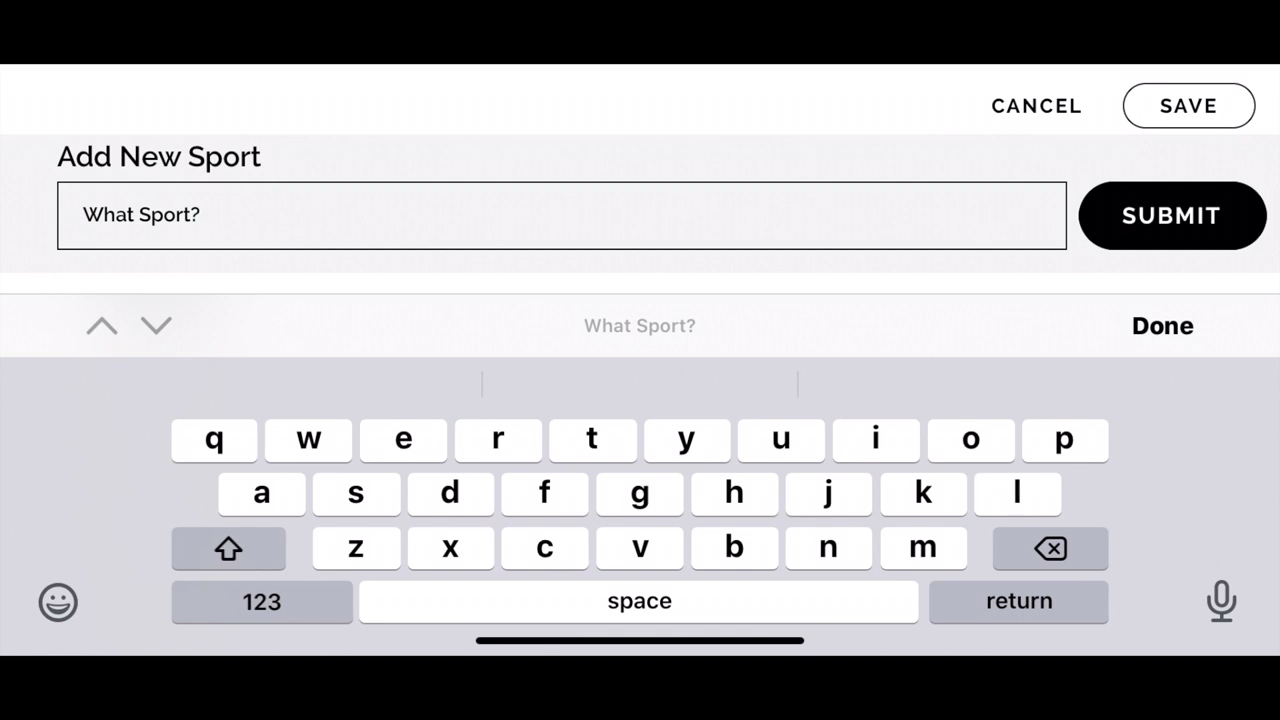 CANCEL SAVE
Add New Sport
What Sport?
SUBMIT
What Sport?
Done
q w e r t y u i o p
a s d f g h j k l
z x c v b n m
123 space return